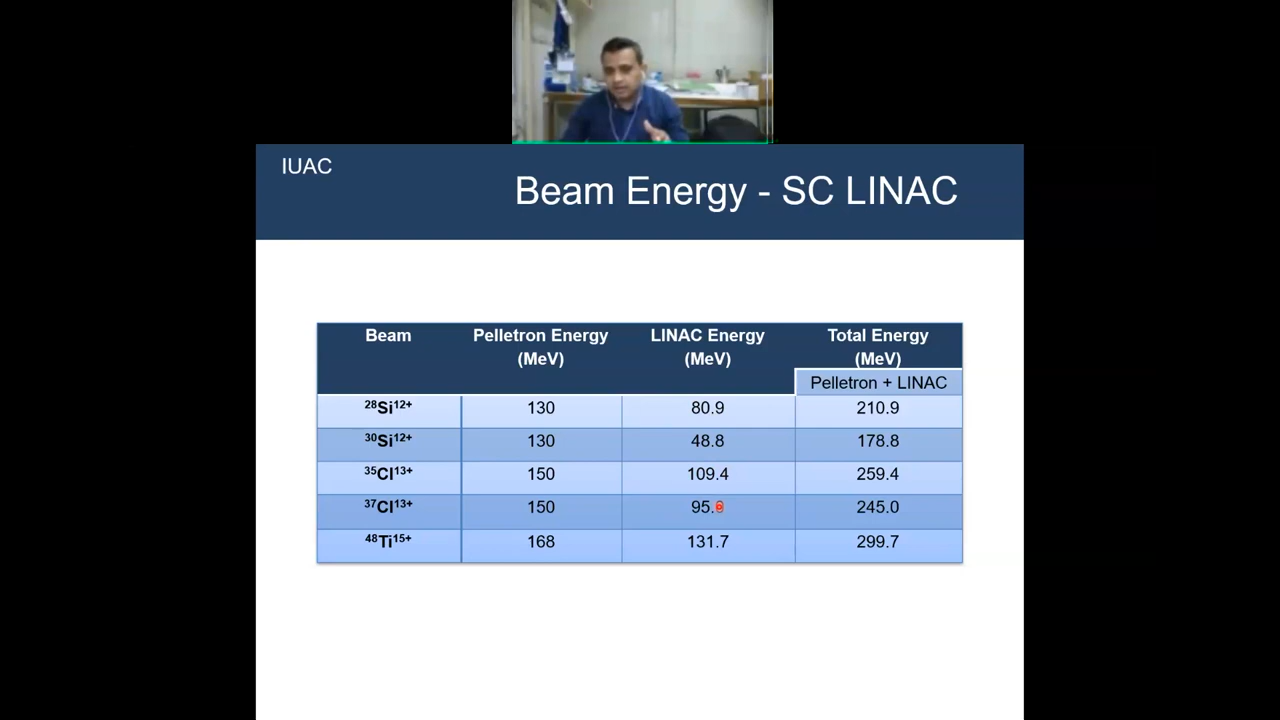 IUAC
Beam Energy - SC LINAC
Beam Pelletron Energy (MeV) LINAC Energy (MeV) Total Energy (MeV)
Pelletron + LINAC
²⁸Si¹²⁺ 130 80.9 210.9
³⁰Si¹²⁺ 130 48.8 178.8
³⁵Cl¹³⁺ 150 109.4 259.4
³⁷Cl¹³⁺ 150 95. 245.0
⁴⁸Ti¹⁵⁺ 168 131.7 299.7